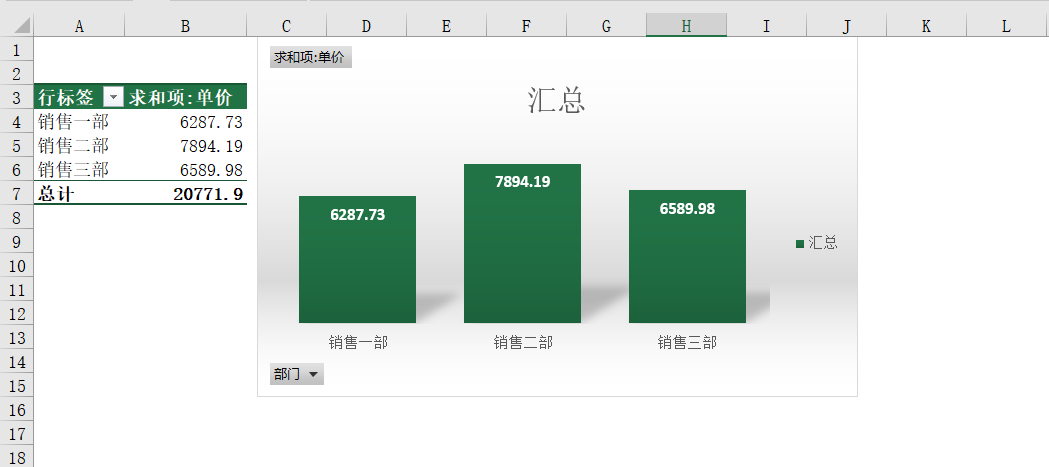 A B C D E F G H I J K L
1
2
3 行标签 求和项:单价
4 销售一部 6287.73
5 销售二部 7894.19
6 销售三部 6589.98
7 总计 20771.9
8
9
10
11
12
13
14
15
16
17
18
求和项:单价
汇总
6287.73 7894.19 6589.98
汇总
销售一部 销售二部 销售三部
部门